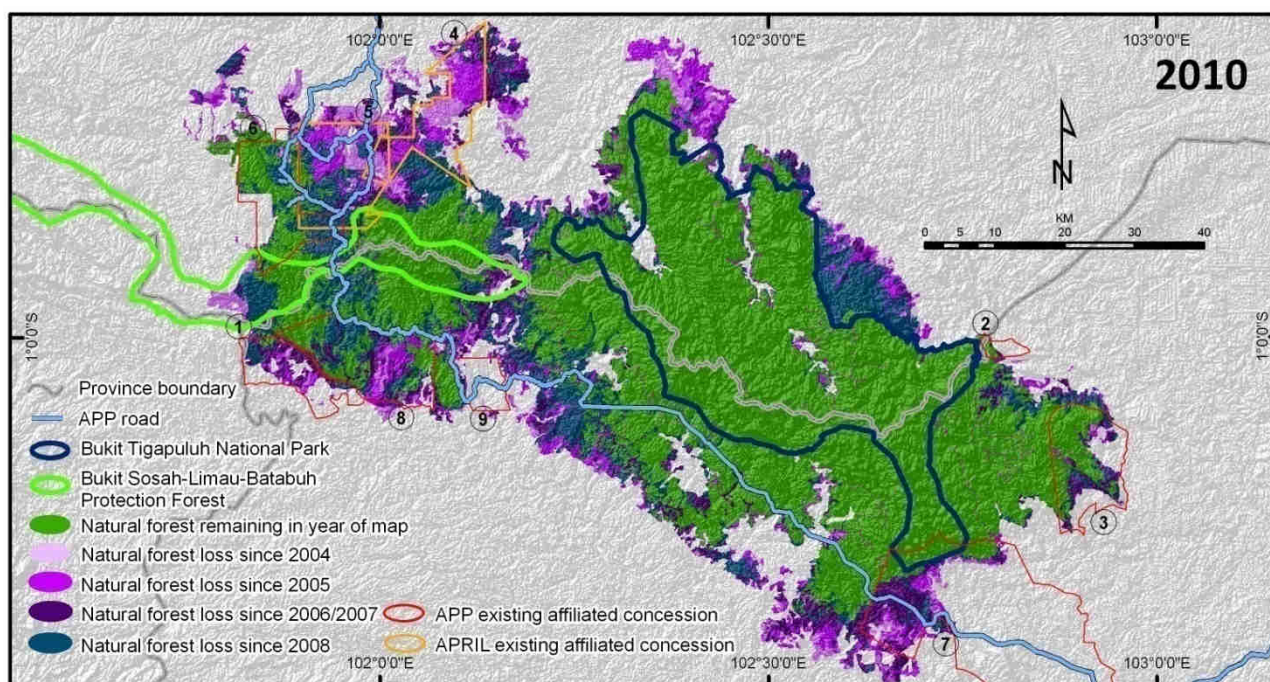 102°0'0"E
102°30'0"E
103°0'0"E
2010
4
5
6
N
KM
0 5 10 20 30 40
1
2
1°0'0"S
1°0'0"S
Province boundary
APP road
8
9
Bukit Tigapuluh National Park
Bukit Sosah-Limau-Batabuh
Protection Forest
3
Natural forest remaining in year of map
Natural forest loss since 2004
Natural forest loss since 2005
Natural forest loss since 2006/2007
APP existing affiliated concession
Natural forest loss since 2008
APRIL existing affiliated concession
7
102°0'0"E
102°30'0"E
103°0'0"E